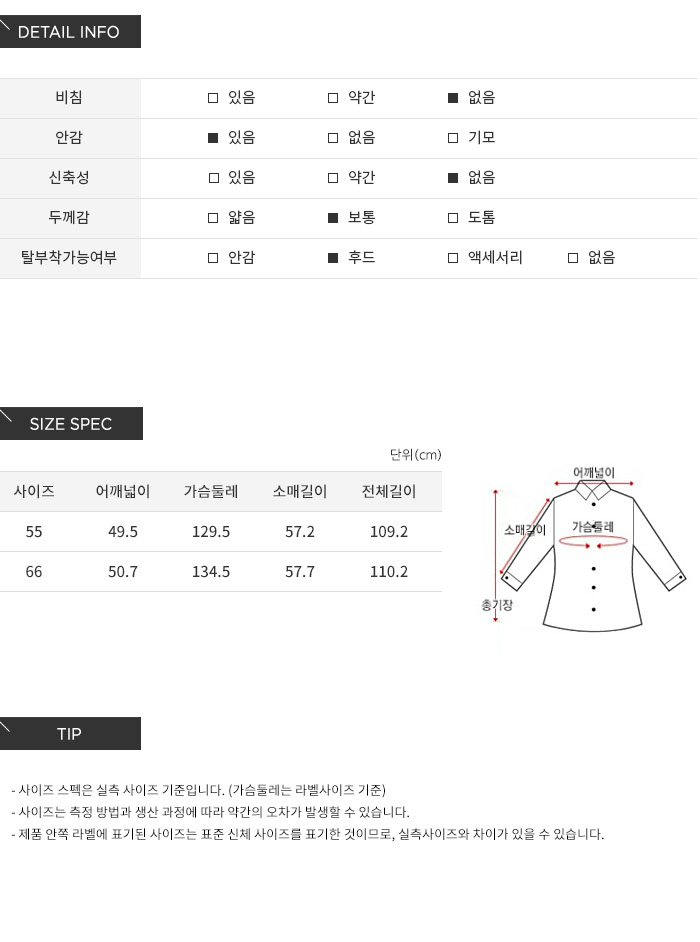 DETAIL INFO
비침 □ 있음 □ 약간 ■ 없음
안감 ■ 있음 □ 없음 □ 기모
신축성 □ 있음 □ 약간 ■ 없음
두께감 □ 얇음 ■ 보통 □ 도톰
탈부착가능여부 □ 안감 ■ 후드 □ 액세서리 □ 없음
SIZE SPEC
단위(cm)
사이즈 어깨넓이 가슴둘레 소매길이 전체길이
55 49.5 129.5 57.2 109.2
66 50.7 134.5 57.7 110.2
어깨넓이
소매길이
가슴둘레
총기장
TIP
- 사이즈 스펙은 실측 사이즈 기준입니다. (가슴둘레는 라벨사이즈 기준)
- 사이즈는 측정 방법과 생산 과정에 따라 약간의 오차가 발생할 수 있습니다.
- 제품 안쪽 라벨에 표기된 사이즈는 표준 신체 사이즈를 표기한 것이므로, 실측사이즈와 차이가 있을 수 있습니다.